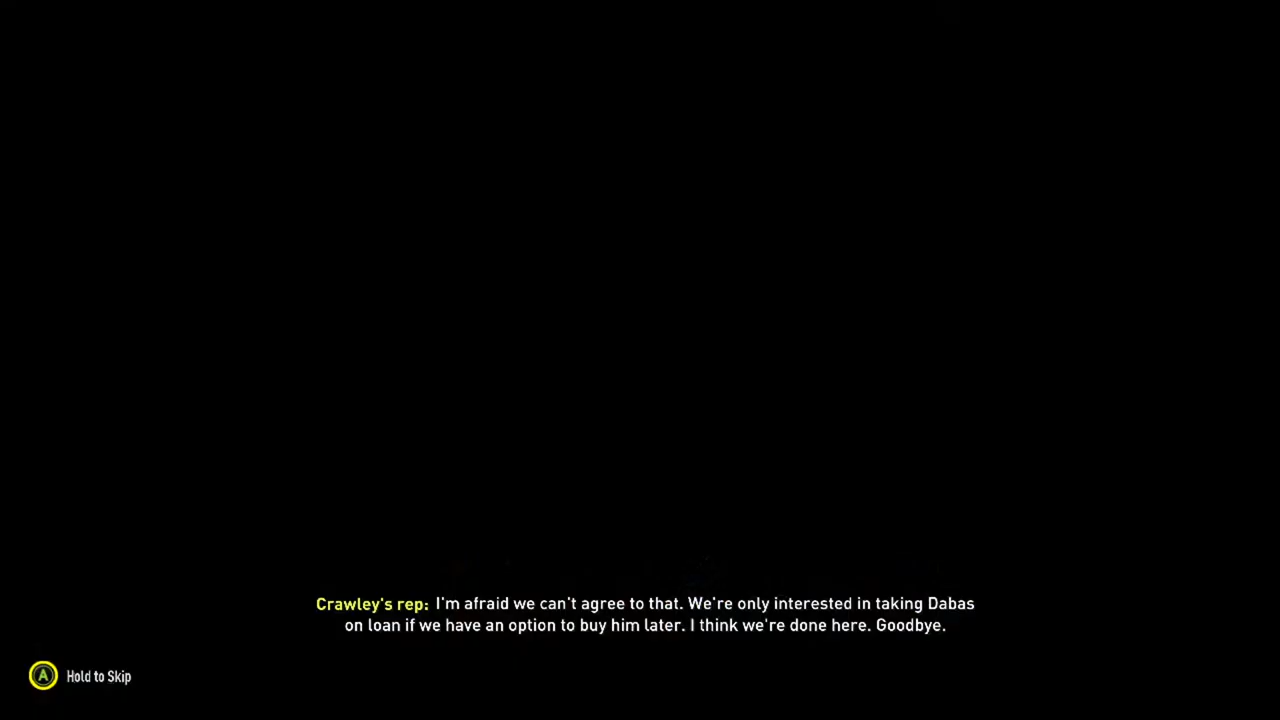 Crawley's rep: I'm afraid we can't agree to that. We're only interested in taking Dabas
on loan if we have an option to buy him later. I think we're done here. Goodbye.
A Hold to Skip